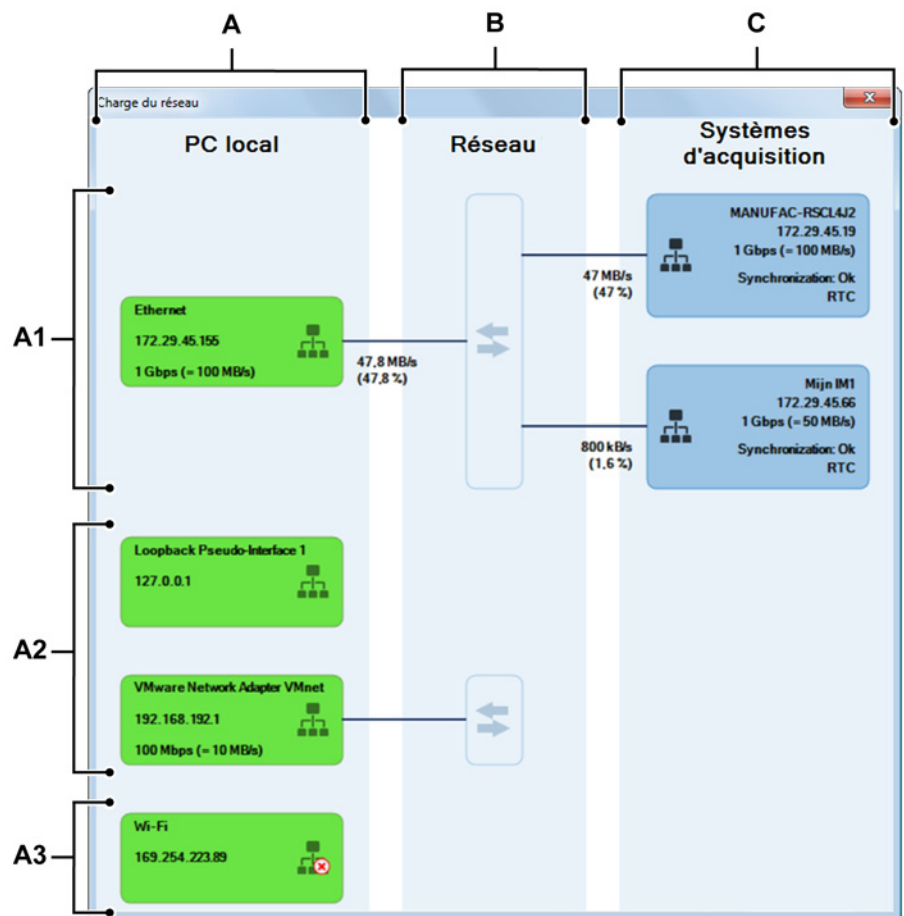 A
B
C
Charge du réseau
x
PC local
Réseau
Systèmes
d'acquisition
A1
Ethernet
172.29.45.155
1 Gbps (= 100 MB/s)
47,8 MB/s
(47,8 %)
47 MB/s
(47 %)
MANUFAC-RSCL4J2
172.29.45.19
1 Gbps (= 100 MB/s)
Synchronization: Ok
RTC
800 kB/s
(1,6 %)
Mijn IM1
172.29.45.66
1 Gbps (= 50 MB/s)
Synchronization: Ok
RTC
A2
Loopback Pseudo-Interface 1
127.0.0.1
VMware Network Adapter VMnet
192.168.192.1
100 Mbps (= 10 MB/s)
A3
Wi-Fi
169.254.223.89